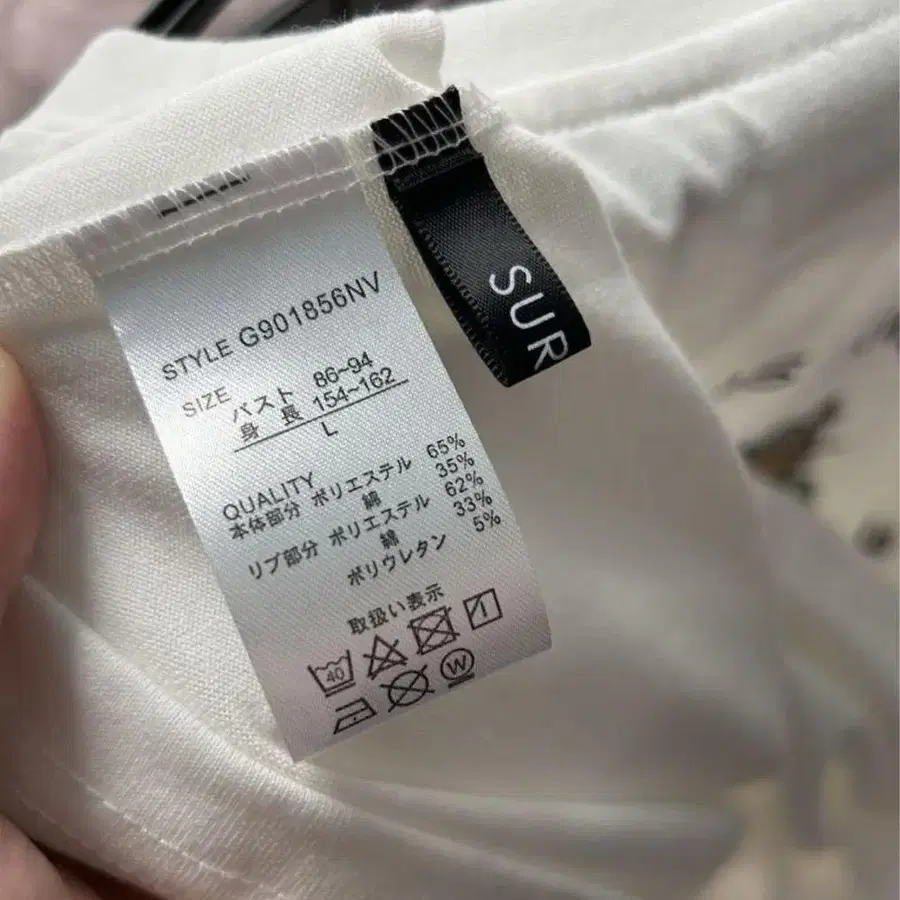 STYLE G901856NV
SIZE
バスト 86~94
身 長 154~162
L
QUALITY
本体部分 ポリエステル 65%
綿 35%
リブ部分 ポリエステル 62%
綿 33%
ポリウレタン 5%
取扱い表示
40
W
SUR